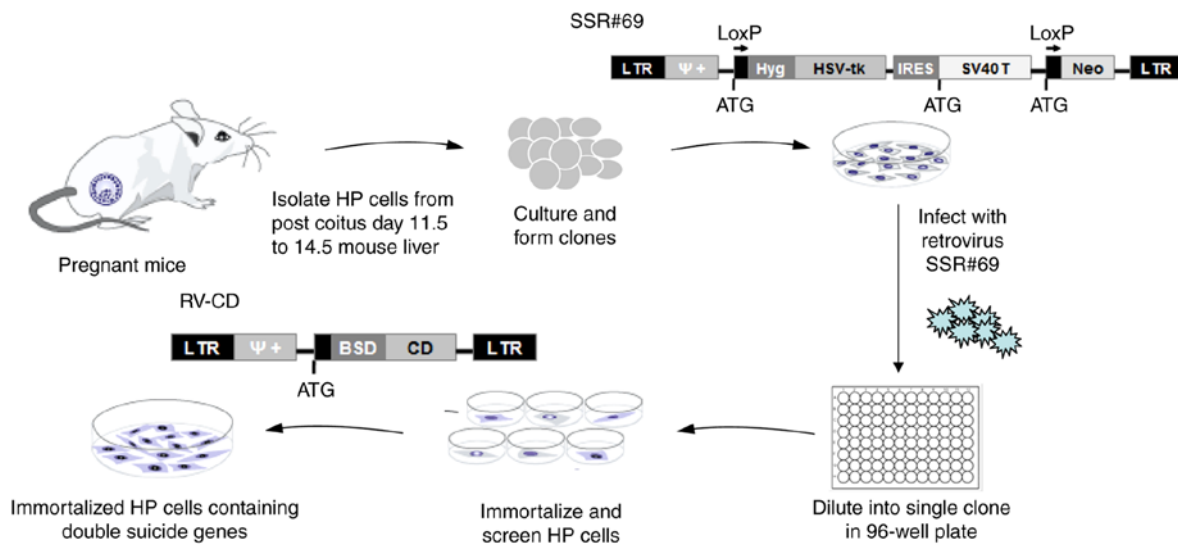 SSR#69
LoxP LoxP
LTR Ψ + Hyg HSV-tk IRES SV40 T Neo LTR
ATG ATG ATG
Isolate HP cells from
post coitus day 11.5
to 14.5 mouse liver
Culture and
form clones
Infect with
retrovirus
SSR#69
Pregnant mice
RV-CD
LTR Ψ + BSD CD LTR
ATG
Immortalized HP cells containing
double suicide genes
Immortalize and
screen HP cells
Dilute into single clone
in 96-well plate